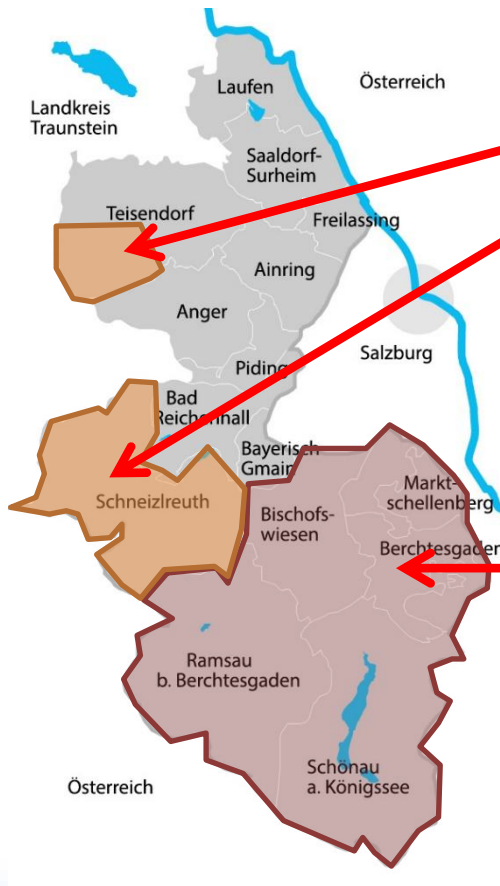 Laufen
Österreich
Landkreis
Traunstein
Saaldorf-
Surheim
Teisendorf
Freilassing
Ainring
Anger
Salzburg
Piding
Bad
Reichenhall
Bayerisch
Gmain
Schneizlreuth
Markt-
schellenberg
Bischofs-
wiesen
Berchtesgaden
Ramsau
b. Berchtesgaden
Schönau
a. Königssee
Österreich